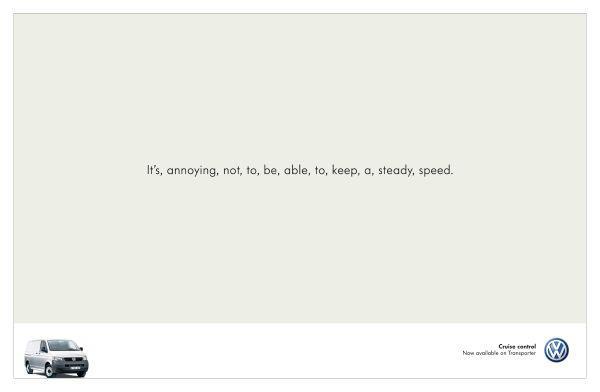 It's, annoying, not, to, be, able, to, keep, a, steady, speed.
Cruise control
Now available on Transporter